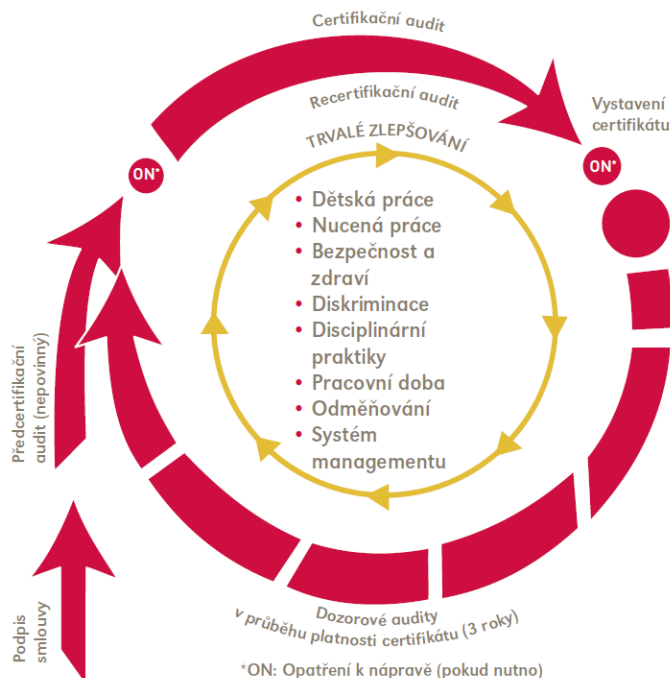 Certifikační audit
Recertifikační audit
TRVALÉ ZLEPŠOVÁNÍ
Vystavení
certifikátu
ON*
ON*
• Dětská práce
• Nucená práce
• Bezpečnost a
zdraví
• Diskriminace
• Disciplinární
praktiky
• Pracovní doba
• Odměňování
• Systém
managementu
Předcertifikační
audit (nepovinný)
Podpis
smlouvy
Dozorové audity
v průběhu platnosti certifikátu (3 roky)
*ON: Opatření k nápravě (pokud nutno)